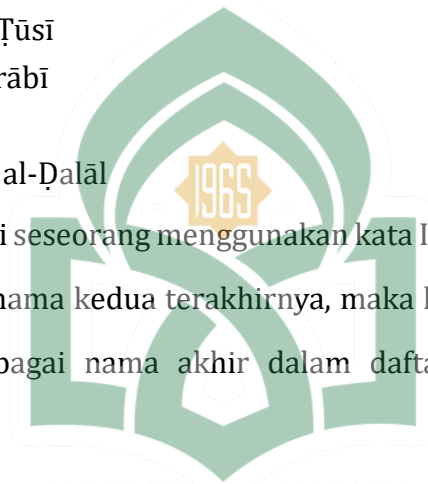 Ṭūsī
rābī
al-Ḍalāl
1965
i seseorang menggunakan kata I
nama kedua terakhirnya, maka
bagai nama akhir dalam dafta